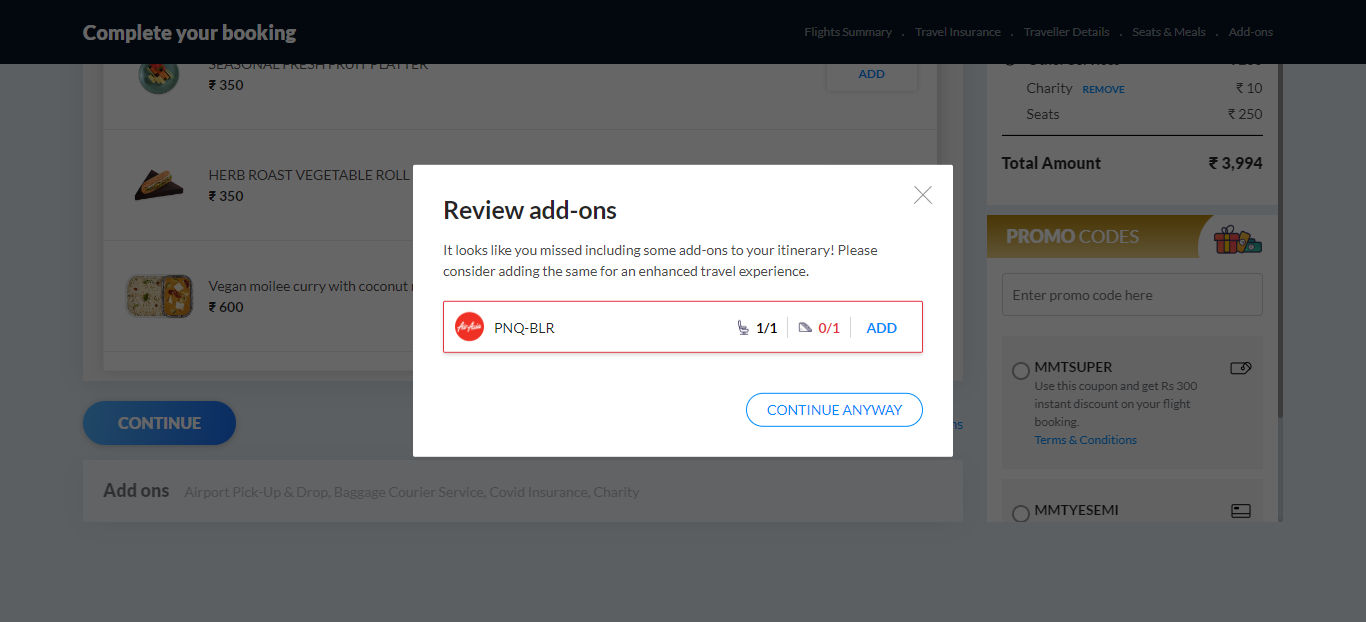 Complete your booking
Flights Summary . Travel Insurance . Traveller Details . Seats & Meals . Add-ons
SEASONAL FRESH FRUIT PLATTER
₹ 350
ADD
HERB ROAST VEGETABLE ROLL
₹ 350
Vegan moilee curry with coconut
₹ 600
CONTINUE
Add ons Airport Pick-Up & Drop, Baggage Courier Service, Covid Insurance, Charity
Charity REMOVE ₹ 10
Seats ₹ 250
Total Amount ₹ 3,994
PROMO CODES
Enter promo code here
MMTSUPER
Use this coupon and get Rs 300
instant discount on your flight
booking.
Terms & Conditions
MMTYESEMI
Review add-ons
It looks like you missed including some add-ons to your itinerary! Please
consider adding the same for an enhanced travel experience.
AirAsia PNQ-BLR 1/1 0/1 ADD
CONTINUE ANYWAY